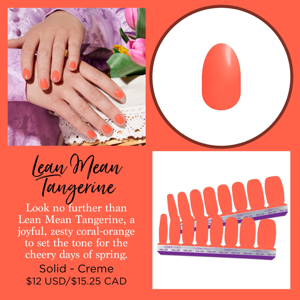 Lean Mean
Tangerine
Look no further than
Lean Mean Tangerine, a
joyful, zesty coral-orange
to set the tone for the
cheery days of spring.
Solid - Creme
$12 USD/$15.25 CAD